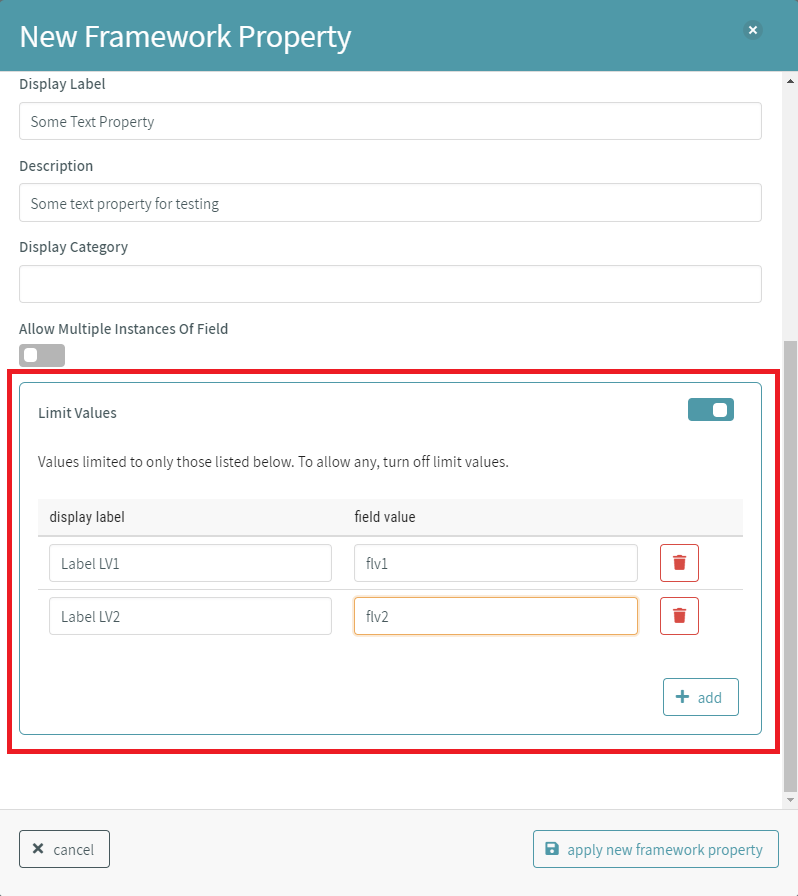 New Framework Property
Display Label
Some Text Property
Description
Some text property for testing
Display Category
Allow Multiple Instances Of Field
Limit Values
Values limited to only those listed below. To allow any, turn off limit values.
display label field value
Label LV1 flv1
Label LV2 flv2
add
cancel apply new framework property